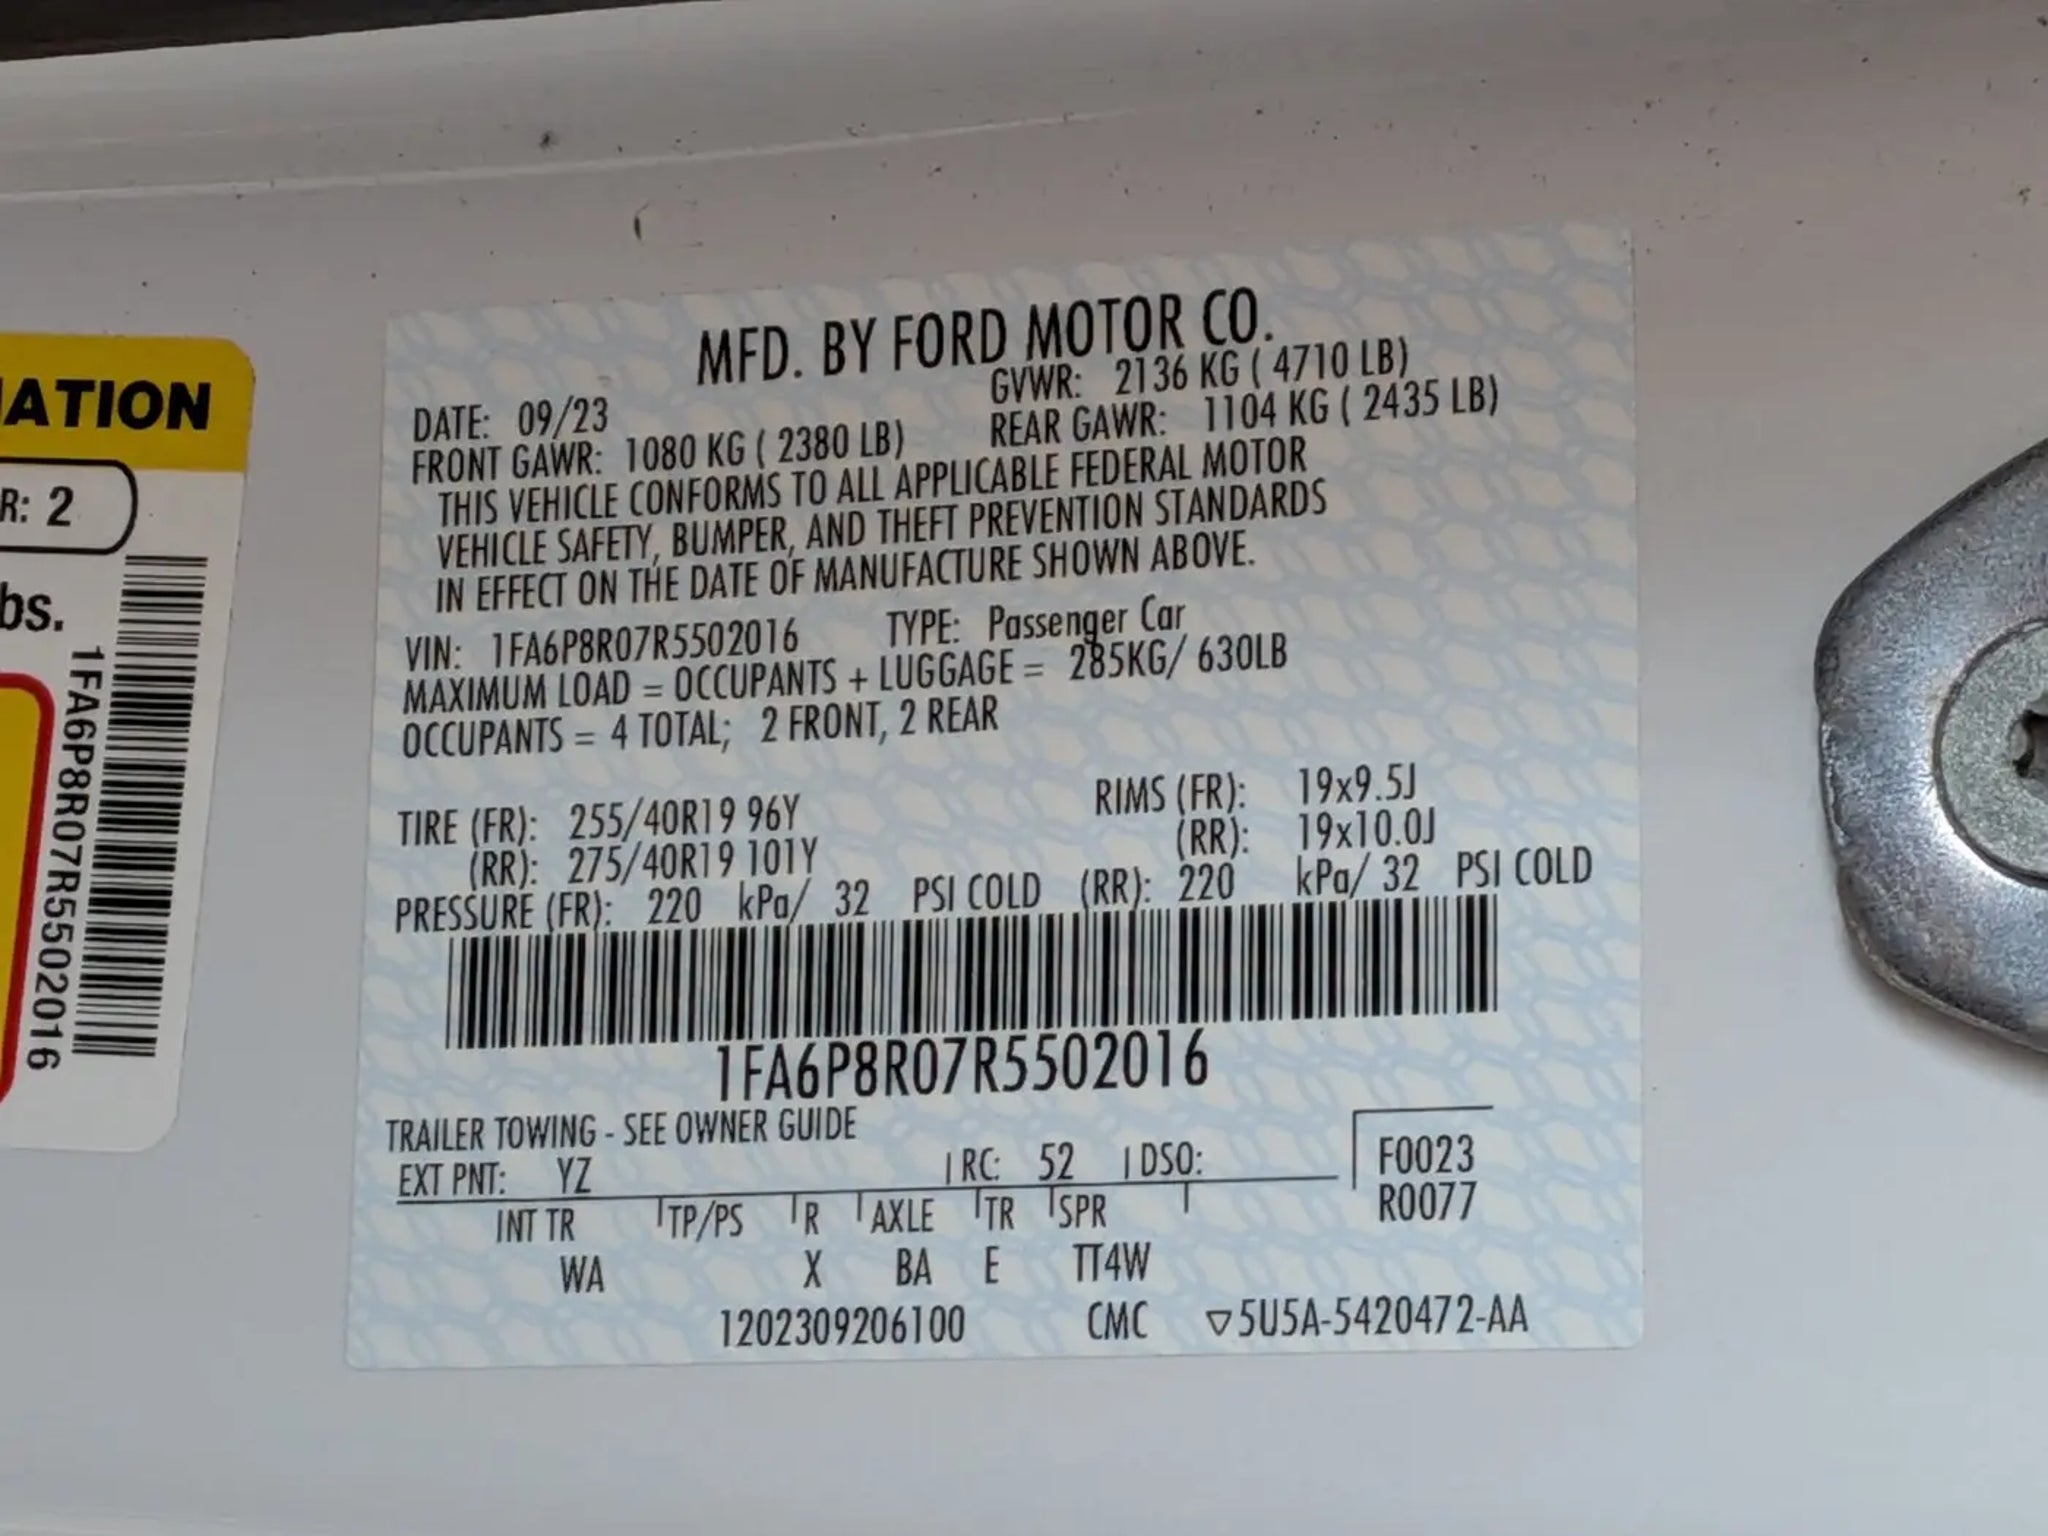 MFD. BY FORD MOTOR CO.
DATE: 09/23 GVWR: 2136 KG ( 4710 LB)
FRONT GAWR: 1080 KG ( 2380 LB) REAR GAWR: 1104 KG ( 2435 LB)
THIS VEHICLE CONFORMS TO ALL APPLICABLE FEDERAL MOTOR
VEHICLE SAFETY, BUMPER, AND THEFT PREVENTION STANDARDS
IN EFFECT ON THE DATE OF MANUFACTURE SHOWN ABOVE.
VIN: 1FA6P8R07R5502016 TYPE: Passenger Car
MAXIMUM LOAD = OCCUPANTS + LUGGAGE = 285KG/ 630LB
OCCUPANTS = 4 TOTAL; 2 FRONT, 2 REAR
TIRE (FR): 255/40R19 96Y RIMS (FR): 19x9.5J
(RR): 275/40R19 101Y (RR): 19x10.0J
PRESSURE (FR): 220 kPa/ 32 PSI COLD (RR): 220 kPa/ 32 PSI COLD
1FA6P8R07R5502016
TRAILER TOWING - SEE OWNER GUIDE
EXT PNT: YZ RC: 52 DSO: F0023
R0077
INT TR TP/PS R AXLE TR SPR
WA X BA E TT4W
1202309206100 CMC ▽5U5A-5420472-AA
ATION
R: 2
bs.
1FA6P8R07R5502016